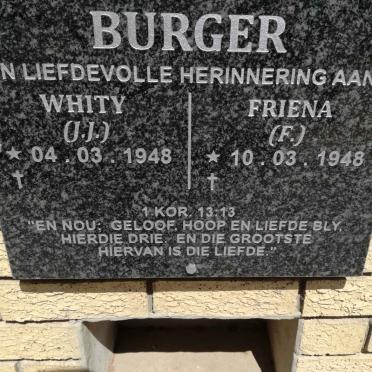 BURGER
N LIEFDEVOLLE HERINNERING AAN
WHITY
(J.J.)
★ 04 . 03 . 1948
✝
FRIENA
(F.)
★ 10 . 03 . 1948
✝
1 KOR. 13:13
"EN NOU; GELOOF, HOOP EN LIEFDE BLY,
HIERDIE DRIE. EN DIE GROOTSTE
HIERVAN IS DIE LIEFDE."